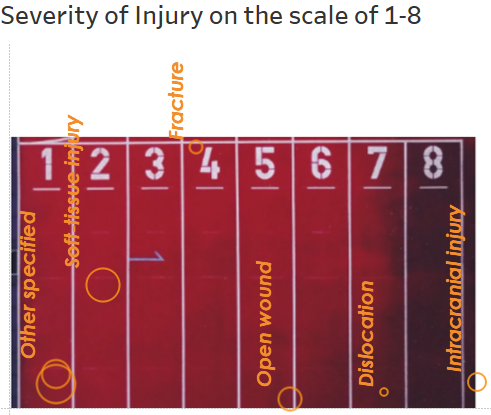 Severity of Injury on the scale of 1-8
Fracture
Soft-tissue injury
1 2 3 4 5 6 7 8
Other specified
Open wound
Dislocation
Intracranial injury
1